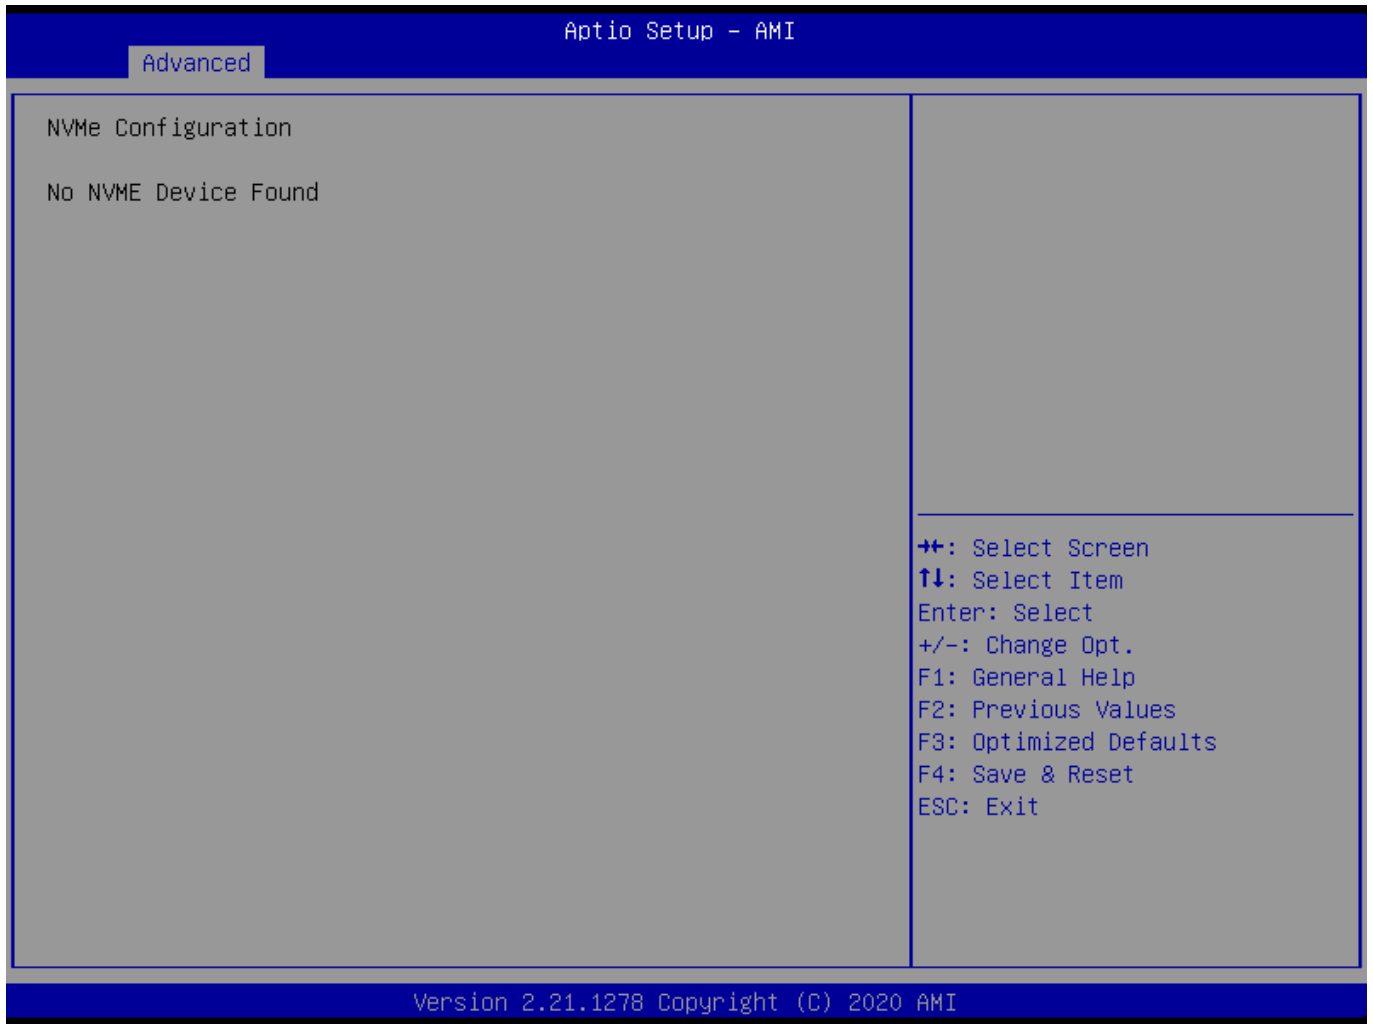 Aptio Setup – AMI
Advanced
NVMe Configuration
No NVME Device Found
→←: Select Screen
↑↓: Select Item
Enter: Select
+/-: Change Opt.
F1: General Help
F2: Previous Values
F3: Optimized Defaults
F4: Save & Reset
ESC: Exit
Version 2.21.1278 Copyright (C) 2020 AMI